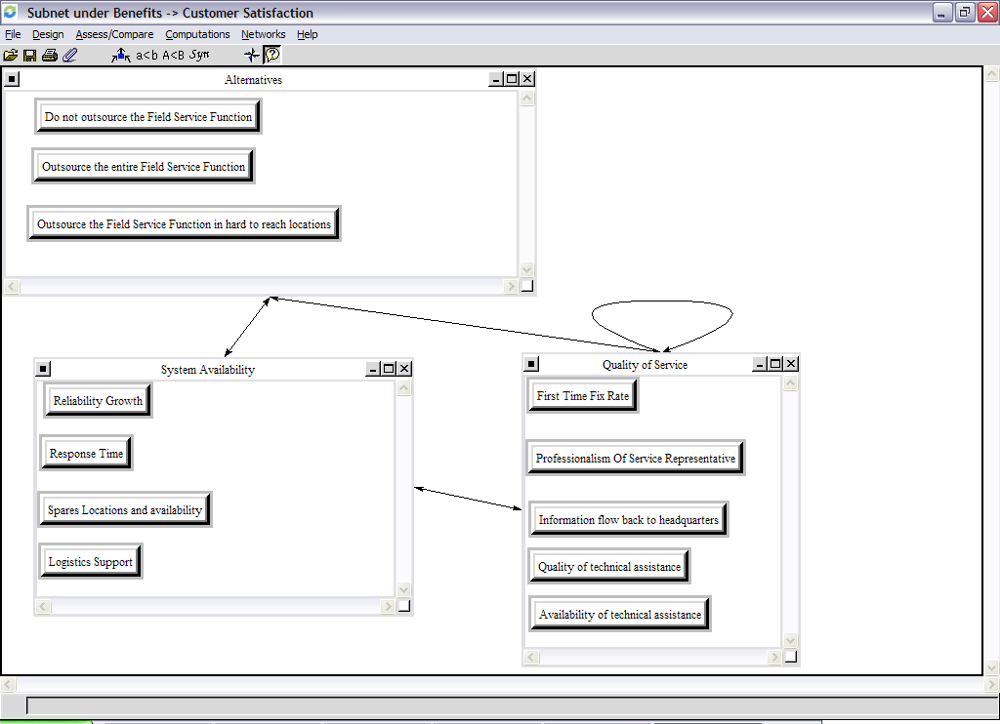 Subnet under Benefits -> Customer Satisfaction
File Design Assess/Compare Computations Networks Help
a<b A<B Syn
Alternatives
Do not outsource the Field Service Function
Outsource the entire Field Service Function
Outsource the Field Service Function in hard to reach locations
System Availability
Reliability Growth
Response Time
Spares Locations and availability
Logistics Support
Quality of Service
First Time Fix Rate
Professionalism Of Service Representative
Information flow back to headquarters
Quality of technical assistance
Availability of technical assistance